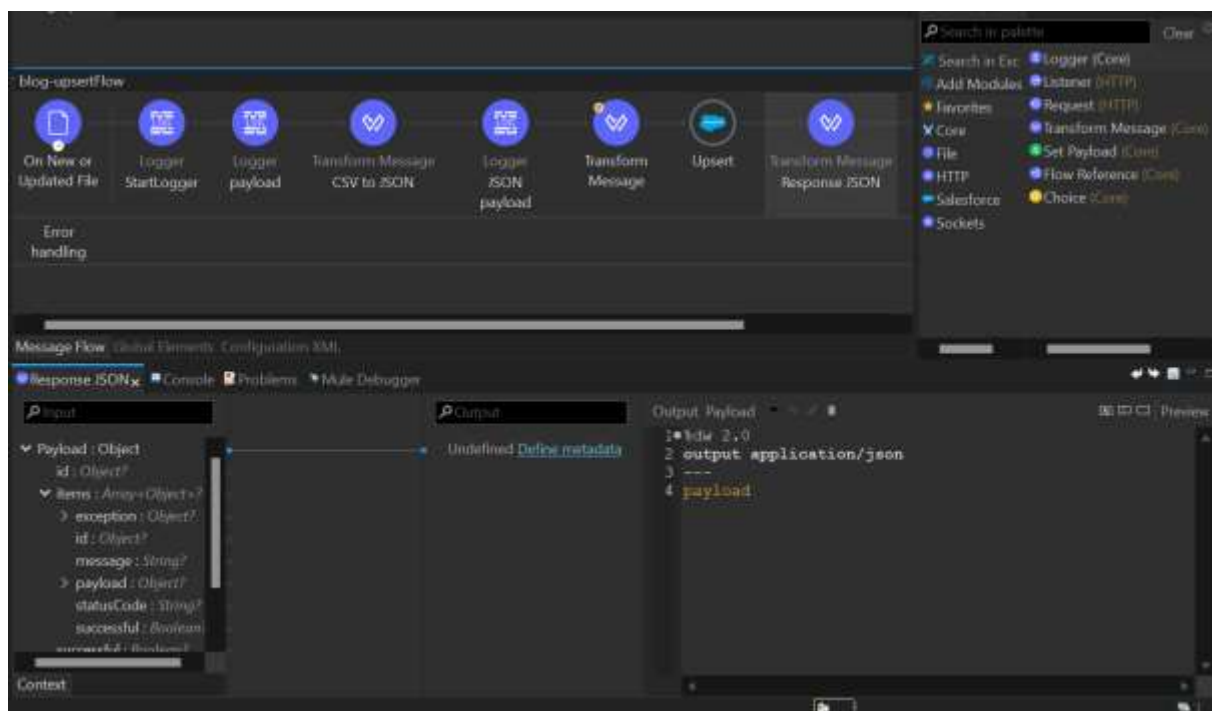 Search in palette Clear
blog-upsertFlow
On New or Updated File
Logger
StartLogger
Logger
payload
Transform Message
CSV to JSON
Logger
JSON payload
Transform Message
Upsert
Transform Message
Response JSON
Error handling
Search in Exc
Add Modules
Favorites
Core
File
HTTP
Salesforce
Sockets
Logger (Core)
Listener (HTTP)
Request (HTTP)
Transform Message (Core)
Set Payload (Core)
Flow Reference (Core)
Choice (Core)
Message Flow Global Elements Configuration XML
Response JSON Console Problems Mule Debugger
Input
Payload : Object
id : Object?
items : Array<Object>?
exception : Object?
id : Object?
message : String?
payload : Object?
statusCode : String?
successful : Boolean
successful : Boolean?
Context
Output
Undefined Define metadata
Output Payload Preview
1 %dw 2.0
2 output application/json
3 ---
4 payload